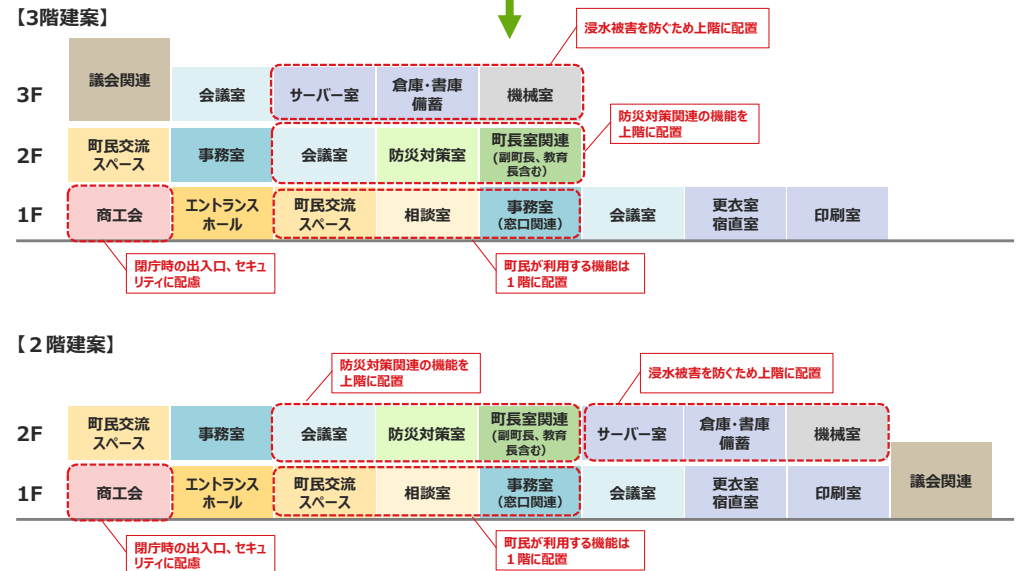 【3階建案】
浸水被害を防ぐため上階に配置
3F
議会関連
会議室
サーバー室
倉庫・書庫
備蓄
機械室
防災対策関連の機能を
上階に配置
2F
町民交流
スペース
事務室
会議室
防災対策室
町長室関連
(副町長、教育
長含む)
1F
商工会
エントランス
ホール
町民交流
スペース
相談室
事務室
(窓口関連)
会議室
更衣室
宿直室
印刷室
閉庁時の出入口、セキュ
リティに配慮
町民が利用する機能は
1階に配置
【2階建案】
防災対策関連の機能を
上階に配置
浸水被害を防ぐため上階に配置
2F
町民交流
スペース
事務室
会議室
防災対策室
町長室関連
(副町長、教育
長含む)
サーバー室
倉庫・書庫
備蓄
機械室
1F
商工会
エントランス
ホール
町民交流
スペース
相談室
事務室
(窓口関連)
会議室
更衣室
宿直室
印刷室
議会関連
閉庁時の出入口、セキュ
リティに配慮
町民が利用する機能は
1階に配置